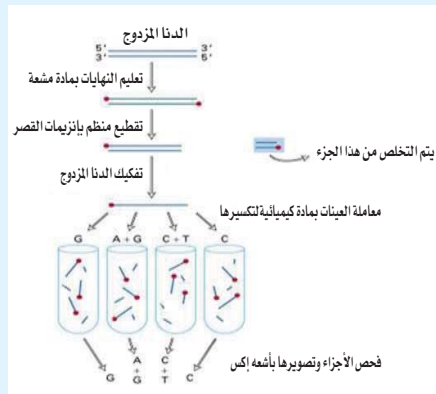 الدنا المزدوج
5' 3'
3' 5'
تعليم النهايات بمادة مشعة
تقطيع منظم بإنزيمات القصر
يتم التخلص من هذا الجزء
تفكيك الدنا المزدوج
معاملة العينات بمادة كيميائية لتكسيرها
G A+G C+T C
فحص الأجزاء وتصويرها بأشعه إكس
G A+G C+T C